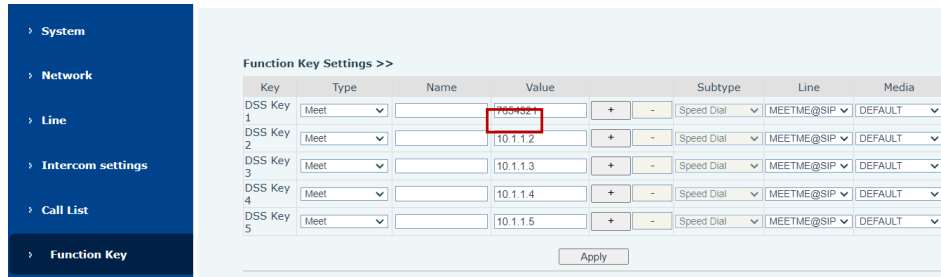 System
Network
Line
Intercom settings
Call List
Function Key
Function Key Settings >>
Key Type Name Value Subtype Line Media
DSS Key 1 Meet 7654321 + - Speed Dial MEETME@SIP DEFAULT
DSS Key 2 Meet 10.1.1.2 + - Speed Dial MEETME@SIP DEFAULT
DSS Key 3 Meet 10.1.1.3 + - Speed Dial MEETME@SIP DEFAULT
DSS Key 4 Meet 10.1.1.4 + - Speed Dial MEETME@SIP DEFAULT
DSS Key 5 Meet 10.1.1.5 + - Speed Dial MEETME@SIP DEFAULT
Apply